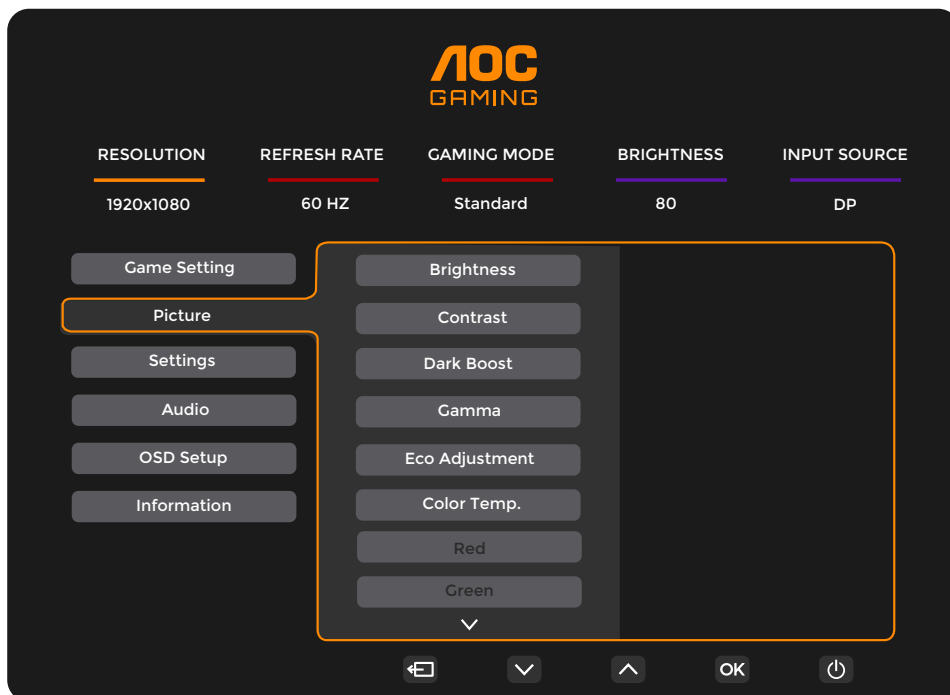 AOC
GAMING
RESOLUTION REFRESH RATE GAMING MODE BRIGHTNESS INPUT SOURCE
1920x1080 60 HZ Standard 80 DP
Game Setting
Picture
Settings
Audio
OSD Setup
Information
Brightness
Contrast
Dark Boost
Gamma
Eco Adjustment
Color Temp.
Red
Green
OK